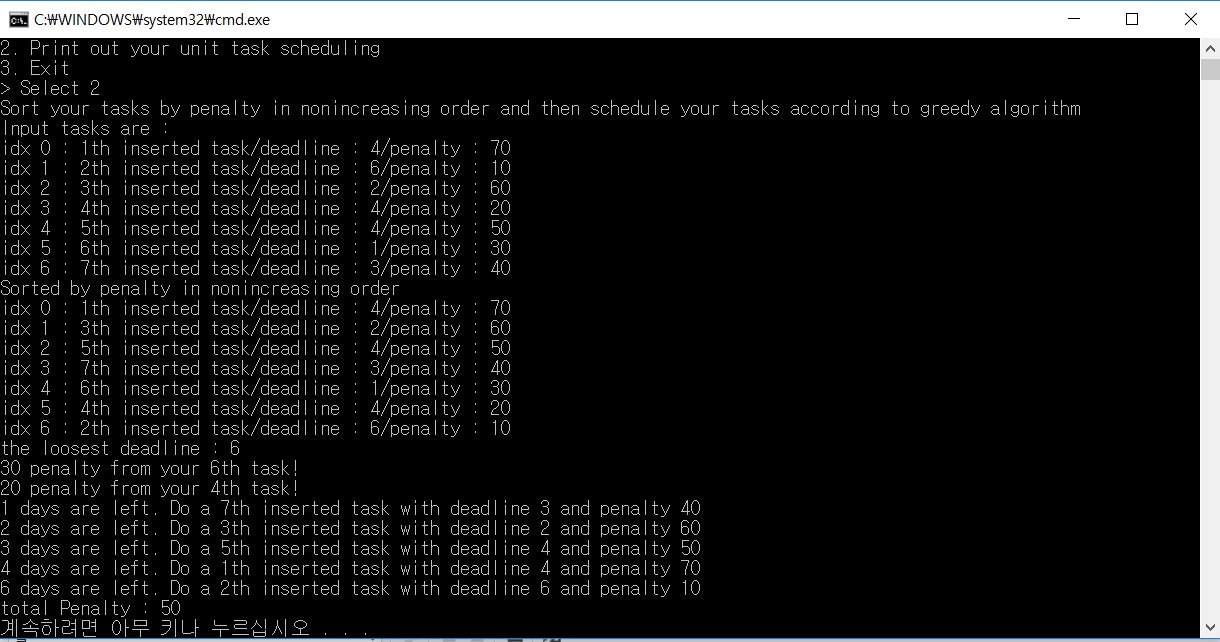 C:₩WINDOWS₩system32₩cmd.exe
2. Print out your unit task scheduling
3. Exit
> Select 2
Sort your tasks by penalty in nonincreasing order and then schedule your tasks according to greedy algorithm
Input tasks are :
idx 0 : 1th inserted task/deadline : 4/penalty : 70
idx 1 : 2th inserted task/deadline : 6/penalty : 10
idx 2 : 3th inserted task/deadline : 2/penalty : 60
idx 3 : 4th inserted task/deadline : 4/penalty : 20
idx 4 : 5th inserted task/deadline : 4/penalty : 50
idx 5 : 6th inserted task/deadline : 1/penalty : 30
idx 6 : 7th inserted task/deadline : 3/penalty : 40
Sorted by penalty in nonincreasing order
idx 0 : 1th inserted task/deadline : 4/penalty : 70
idx 1 : 3th inserted task/deadline : 2/penalty : 60
idx 2 : 5th inserted task/deadline : 4/penalty : 50
idx 3 : 7th inserted task/deadline : 3/penalty : 40
idx 4 : 6th inserted task/deadline : 1/penalty : 30
idx 5 : 4th inserted task/deadline : 4/penalty : 20
idx 6 : 2th inserted task/deadline : 6/penalty : 10
the loosest deadline : 6
30 penalty from your 6th task!
20 penalty from your 4th task!
1 days are left. Do a 7th inserted task with deadline 3 and penalty 40
2 days are left. Do a 3th inserted task with deadline 2 and penalty 60
3 days are left. Do a 5th inserted task with deadline 4 and penalty 50
4 days are left. Do a 1th inserted task with deadline 4 and penalty 70
6 days are left. Do a 2th inserted task with deadline 6 and penalty 10
total Penalty : 50
계속하려면 아무 키나 누르십시오 . . .